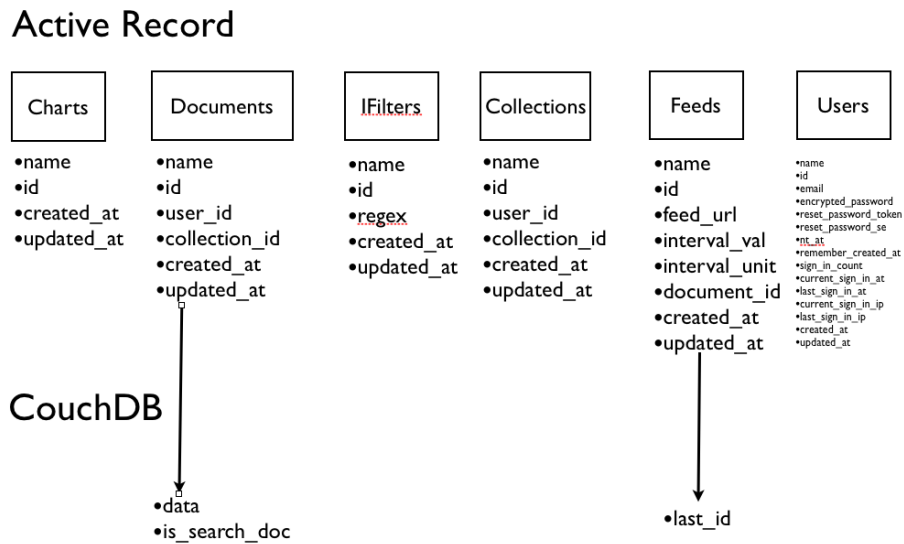 Active Record
Charts
•name
•id
•created_at
•updated_at
Documents
•name
•id
•user_id
•collection_id
•created_at
•updated_at
IFilters
•name
•id
•regex
•created_at
•updated_at
Collections
•name
•id
•user_id
•collection_id
•created_at
•updated_at
Feeds
•name
•id
•feed_url
•interval_val
•interval_unit
•document_id
•created_at
•updated_at
Users
•name
•id
•email
•encrypted_password
•reset_password_token
•reset_password_se
•nt_at
•remember_created_at
•sign_in_count
•current_sign_in_at
•last_sign_in_at
•current_sign_in_ip
•last_sign_in_ip
•created_at
•updated_at
CouchDB
•data
•is_search_doc
•last_id